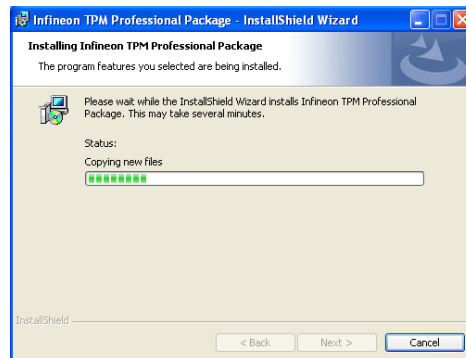 Infineon TPM Professional Package - InstallShield Wizard
Installing Infineon TPM Professional Package
The program features you selected are being installed.
Please wait while the InstallShield Wizard installs Infineon TPM Professional
Package. This may take several minutes.
Status:
Copying new files
InstallShield
< Back
Next >
Cancel